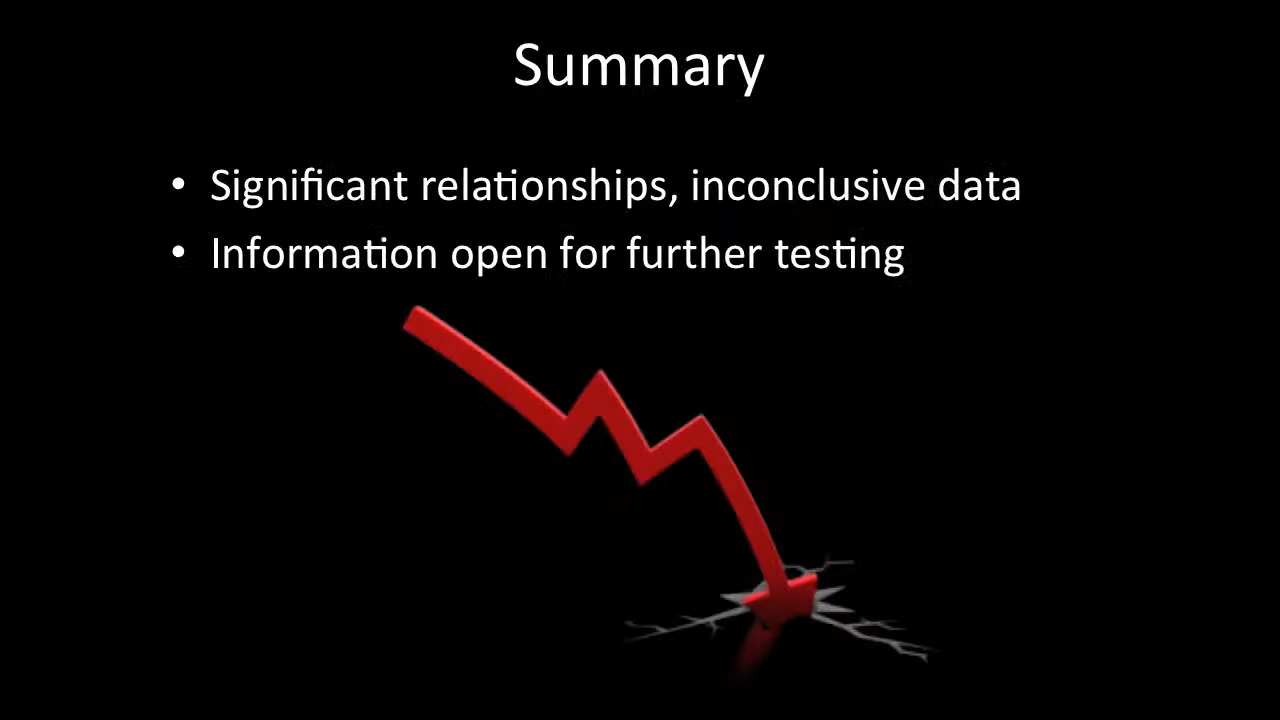 Summary
• Significant relationships, inconclusive data
• Information open for further testing